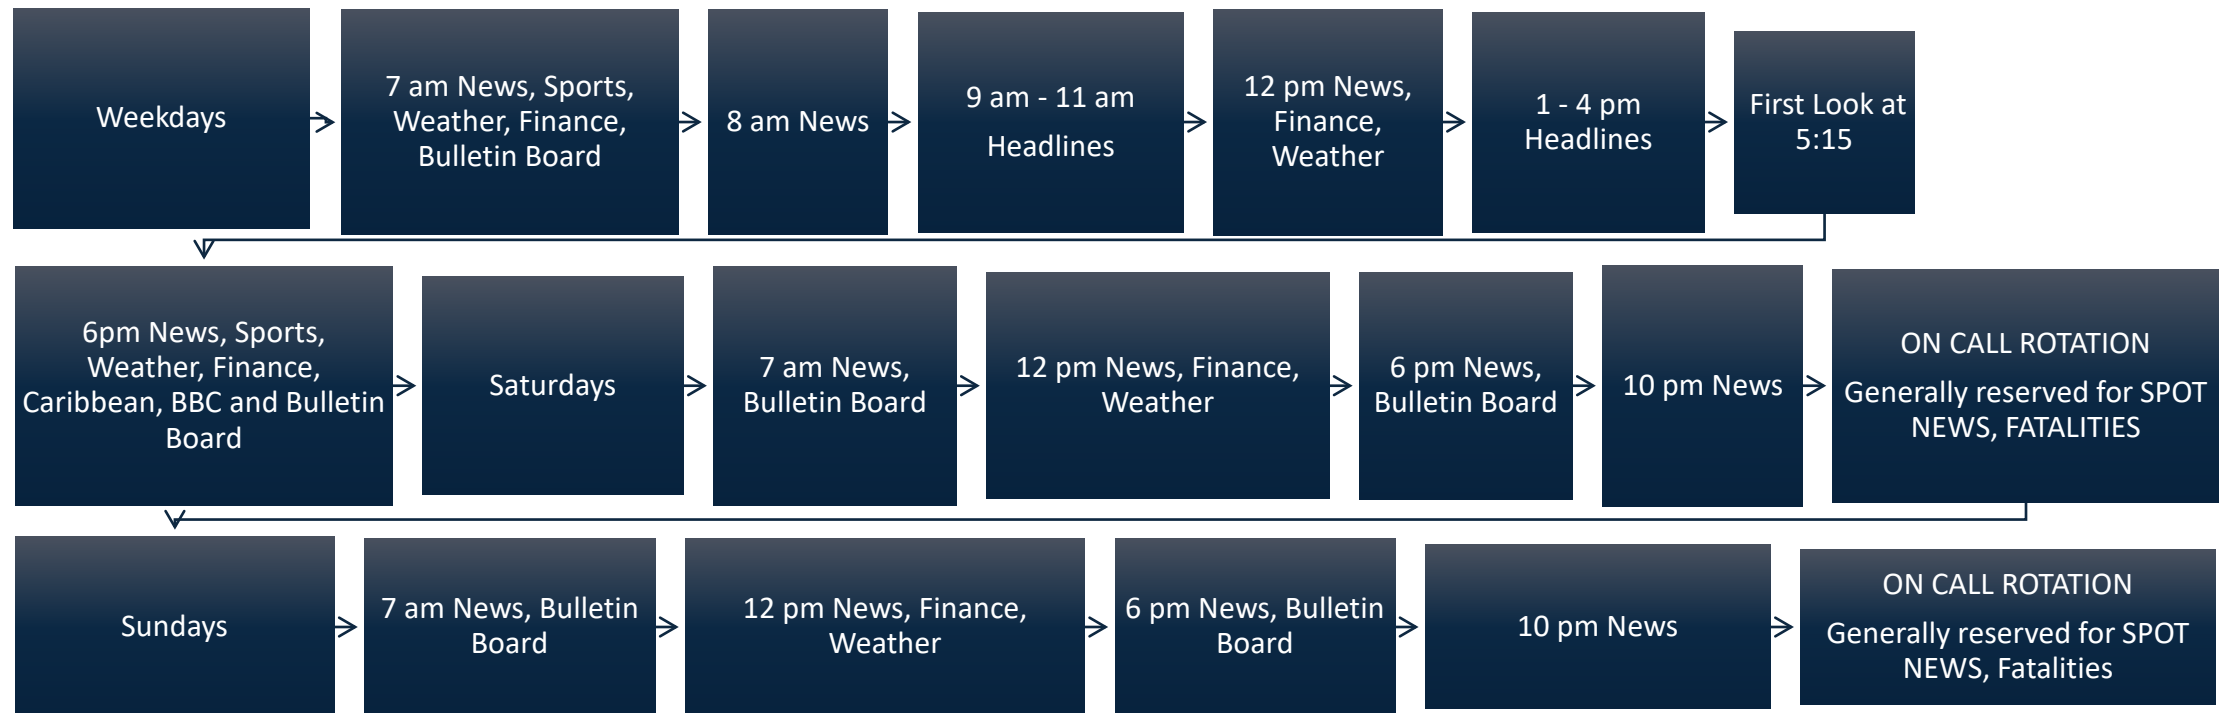 Weekdays
7 am News, Sports,
Weather, Finance,
Bulletin Board
8 am News
9 am - 11 am
Headlines
12 pm News,
Finance,
Weather
1 - 4 pm
Headlines
First Look at
5:15
6pm News, Sports,
Weather, Finance,
Caribbean, BBC and Bulletin
Board
Saturdays
7 am News,
Bulletin Board
12 pm News, Finance,
Weather
6 pm News,
Bulletin Board
10 pm News
ON CALL ROTATION
Generally reserved for SPOT
NEWS, FATALITIES
Sundays
7 am News, Bulletin
Board
12 pm News, Finance,
Weather
6 pm News, Bulletin
Board
10 pm News
ON CALL ROTATION
Generally reserved for SPOT
NEWS, Fatalities